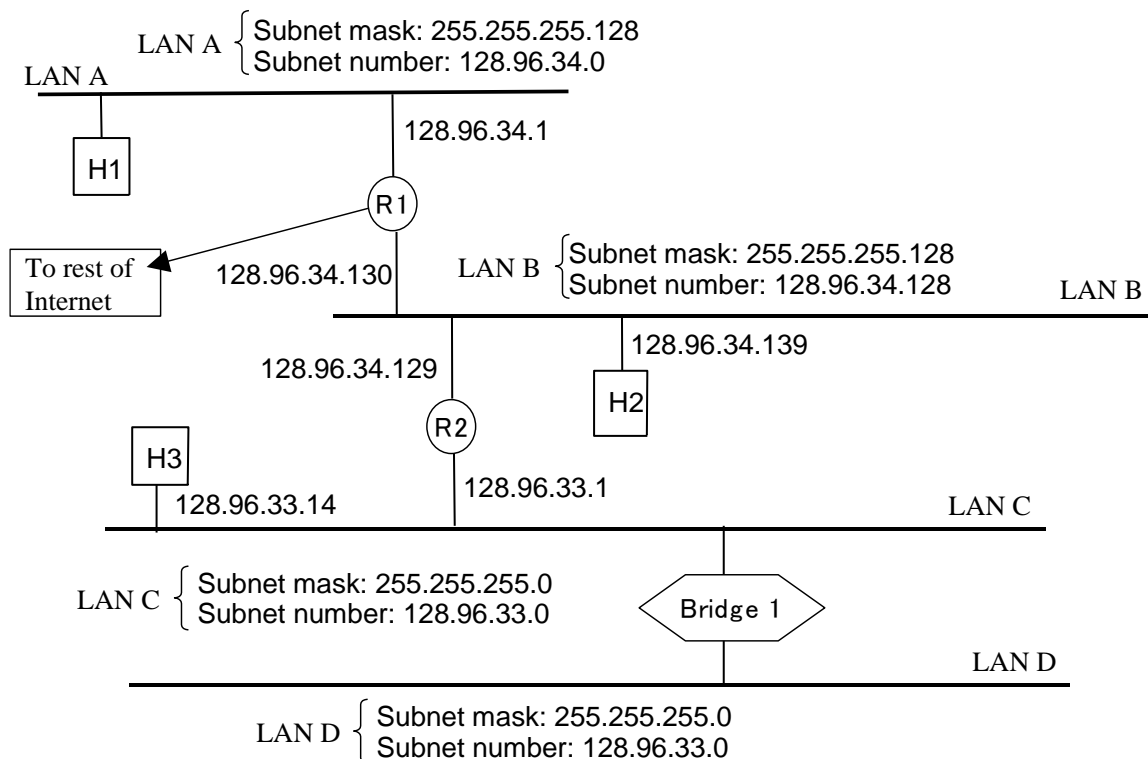 LAN A
Subnet mask: 255.255.255.128
Subnet number: 128.96.34.0
LAN A
128.96.34.1
H1
R1
To rest of
Internet
128.96.34.130
LAN B
Subnet mask: 255.255.255.128
Subnet number: 128.96.34.128
LAN B
128.96.34.129
128.96.34.139
H2
R2
H3
128.96.33.14
128.96.33.1
LAN C
LAN C
Subnet mask: 255.255.255.0
Subnet number: 128.96.33.0
Bridge 1
LAN D
LAN D
Subnet mask: 255.255.255.0
Subnet number: 128.96.33.0